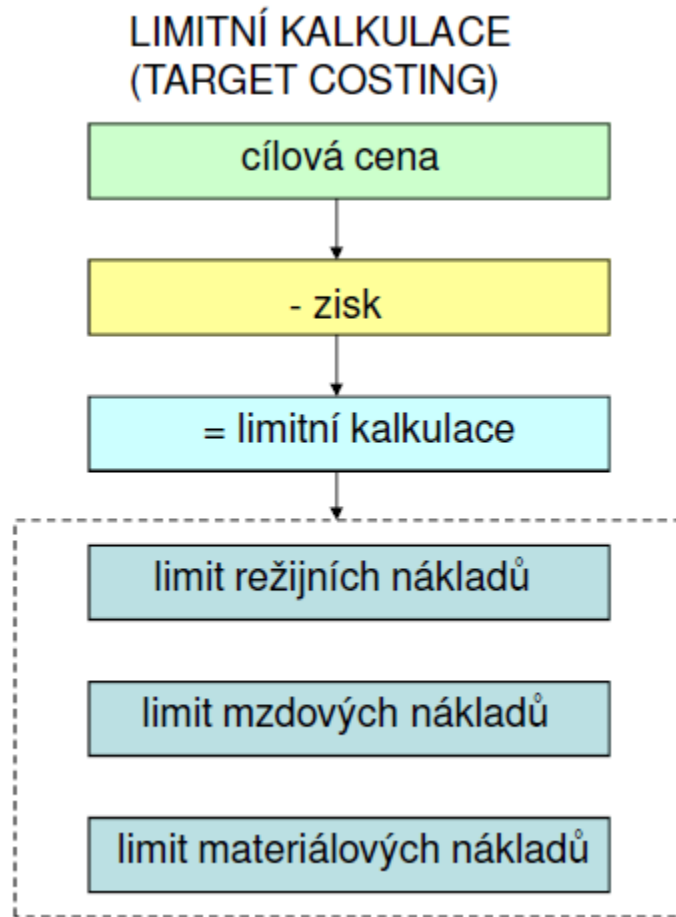 LIMITNÍ KALKULACE
(TARGET COSTING)
cílová cena
- zisk
= limitní kalkulace
limit režijních nákladů
limit mzdových nákladů
limit materiálových nákladů